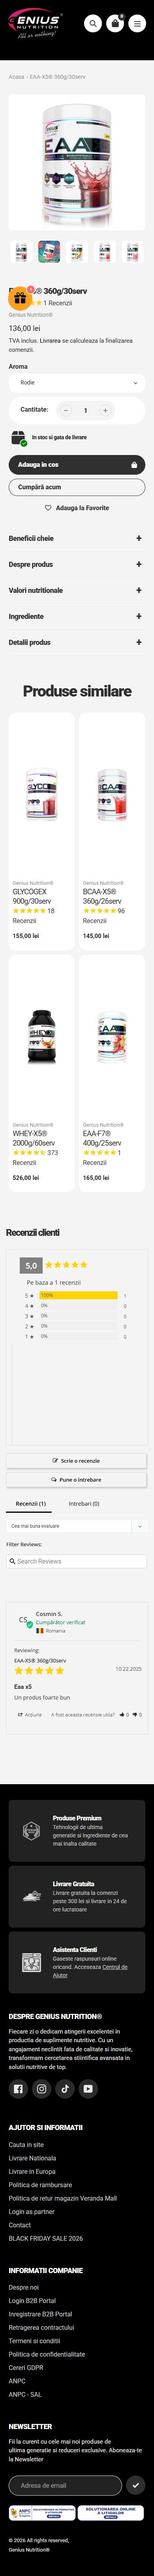 GENIUS
NUTRITION®
All or nothing.
0
Acasa › EAA-X5® 360g/30serv
1
® 360g/30serv
1 Recenzii
Genius Nutrition®
136,00 lei
TVA inclus. Livrarea se calculeaza la finalizarea
comenzii.
Aroma
Rodie
Cantitate:
−
1
+
In stoc si gata de livrare
Adauga in cos
Cumpără acum
Adauga la Favorite
Beneficii cheie +
Despre produs +
Valori nutritionale +
Ingrediente +
Detalii produs +
Produse similare
Genius Nutrition®
GLYCOGEX
900g/30serv
18
Recenzii
155,00 lei
Genius Nutrition®
BCAA-X5®
360g/26serv
96
Recenzii
145,00 lei
Genius Nutrition®
WHEY-X5®
2000g/60serv
373
Recenzii
526,00 lei
Genius Nutrition®
EAA-F7®
400g/25serv
1
Recenzii
165,00 lei
Recenzii clienti
5,0
Pe baza a 1 recenzii
5 ★ 100% 1
4 ★ 0% 0
3 ★ 0% 0
2 ★ 0% 0
1 ★ 0% 0
Scrie o recenzie
Pune o intrebare
Recenzii (1)
Intrebari (0)
Cea mai buna evaluare
Filter Reviews:
Search Reviews
CS
Cosmin S.
Cumpărător verificat
Romania
Reviewing:
EAA-X5® 360g/30serv
10.22.2025
Eaa x5
Un produs foarte bun
Acțiune
A fost aceasta recenzie utila?
0
0
Produse Premium
Tehnologii de ultima
generatie si Ingrediente de cea
mai inalta calitate
Livrare Gratuita
Livrare gratuita la comenzi
peste 300 lei si livrare in 24 de
ore lucratoare
Asistenta Clienti
Gaseste raspunsuri online
oricand. Acceseaza Centrul de
Ajutor
DESPRE GENIUS NUTRITION®
Fiecare zi o dedicam atingerii excelentei in
productia de suplimente nutritive. Cu un
angajament neclintit fata de calitate si inovatie,
transformam cercetarea stiintifica avansata in
solutii nutritive de top.
AJUTOR SI INFORMATII
Cauta in site
Livrare Nationala
Livrare in Europa
Politica de rambursare
Politica de retur magazin Veranda Mall
Log in as partner
Contact
BLACK FRIDAY SALE 2026
INFORMATII COMPANIE
Despre noi
Login B2B Portal
Inregistrare B2B Portal
Retragerea contractului
Termeni si conditii
Politica de confidentialitate
Cereri GDPR
ANPC
ANPC - SAL
NEWSLETTER
Fii la curent cu cele mai noi produse de
ultima generatie si reduceri exclusive. Aboneaza-te
la Newsletter
Adresa de email
ANPC
SOLUTIONAREA ONLINE
A LITIGIILOR
© 2026 All rights reserved,
Genius Nutrition®